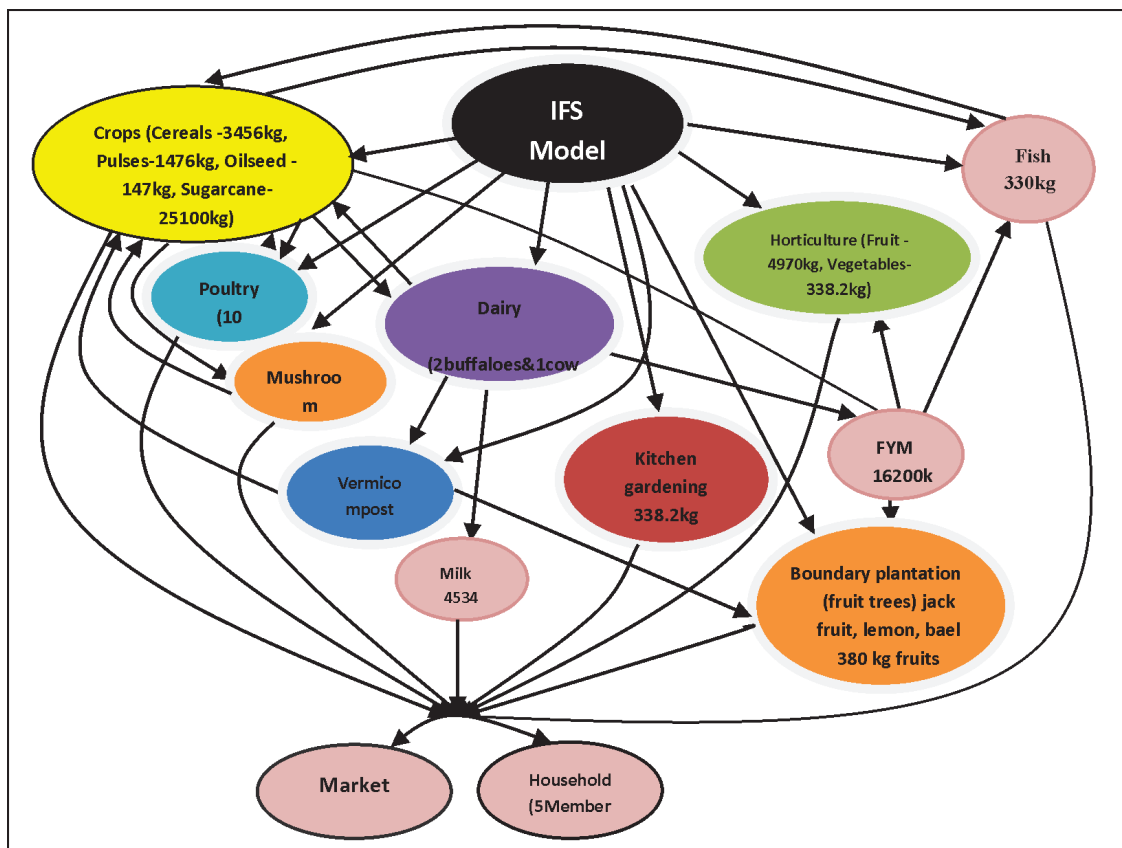 IFS
Model
Crops (Cereals -3456kg,
Pulses-1476kg, Oilseed -
147kg, Sugarcane-
25100kg)
Fish
330kg
Horticulture (Fruit -
4970kg, Vegetables-
338.2kg)
Poultry
(10
Dairy
(2buffaloes&1cow
Mushroo
m
Vermico
mpost
Kitchen
gardening
338.2kg
FYM
16200k
Milk
4534
Boundary plantation
(fruit trees) jack
fruit, lemon, bael
380 kg fruits
Market
Household
(5Member